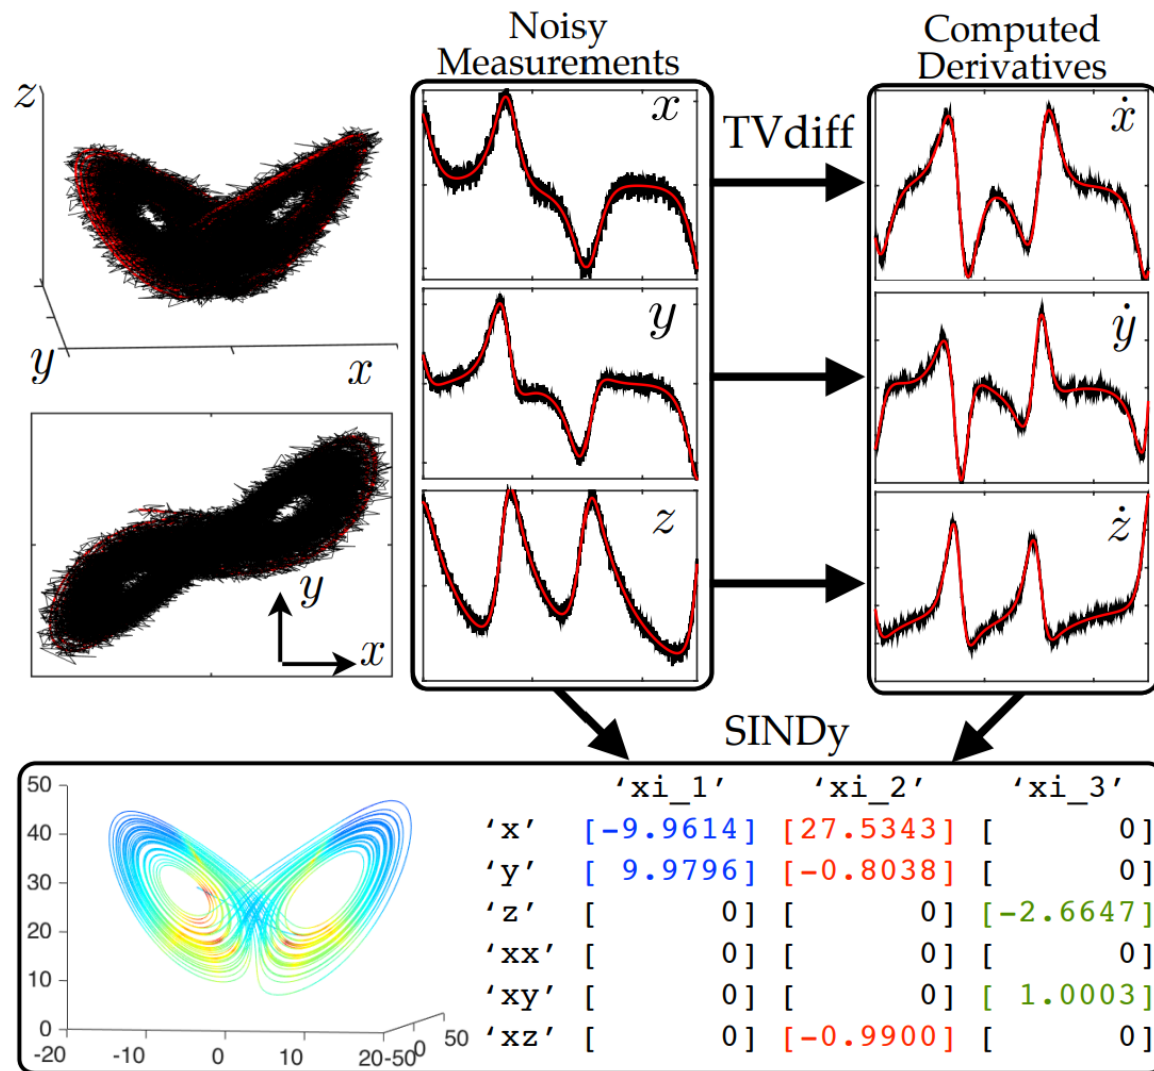 Noisy
Measurements
Computed
Derivatives
z
y
x
y
x
x
y
z
TVdiff
ẋ
ẏ
ż
SINDy
50
40
30
20
10
0
-20
-10
0
10
20
-50
0
50
‘xi_1’ ‘xi_2’ ‘xi_3’
‘x’ [-9.9614] [27.5343] [ 0]
‘y’ [ 9.9796] [-0.8038] [ 0]
‘z’ [ 0] [ 0] [-2.6647]
‘xx’ [ 0] [ 0] [ 0]
‘xy’ [ 0] [ 0] [ 1.0003]
‘xz’ [ 0] [-0.9900] [ 0]